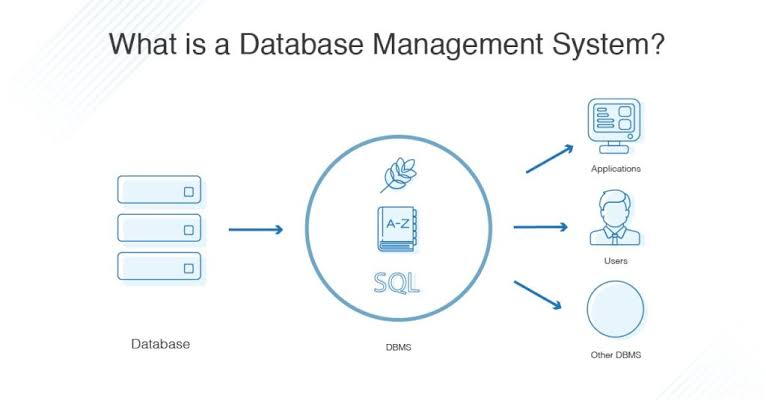 What is a Database Management System?
Database
A-Z
SQL
DBMS
Applications
Users
Other DBMS